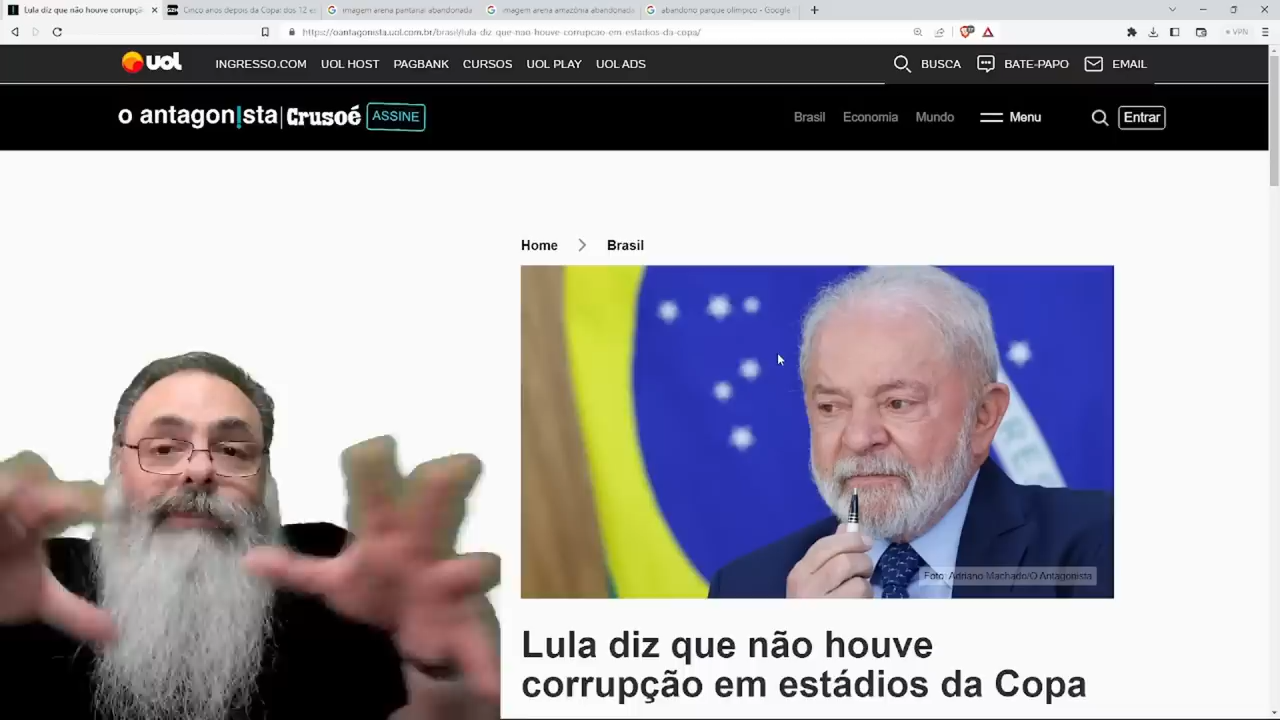 Lula diz que não houve corrupçã
Cinco anos depois da Copa: dos 12 es
imagem arena pantanal abandonada
imagem arena amazônia abandonada
abandono parque olímpico - Google
https://oantagonista.uol.com.br/brasil/lula-diz-que-nao-houve-corrupcao-em-estadios-da-copa/
VPN
UOL
INGRESSO.COM UOL HOST PAGBANK CURSOS UOL PLAY UOL ADS
BUSCA BATE-PAPO EMAIL
o antagonista Crusoé ASSINE
Brasil Economia Mundo Menu Entrar
Home Brasil
Foto: Adriano Machado/O Antagonista
Lula diz que não houve
corrupção em estádios da Copa